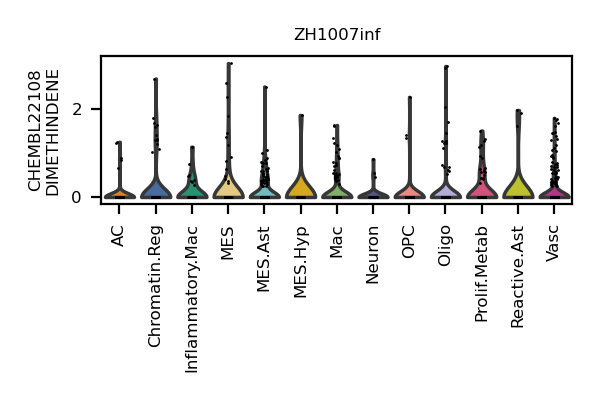 ZH1007inf
CHEMBL22108
DIMETHINDENE
2
0
AC
Chromatin.Reg
Inflammatory.Mac
MES
MES.Ast
MES.Hyp
Mac
Neuron
OPC
Oligo
Prolif.Metab
Reactive.Ast
Vasc